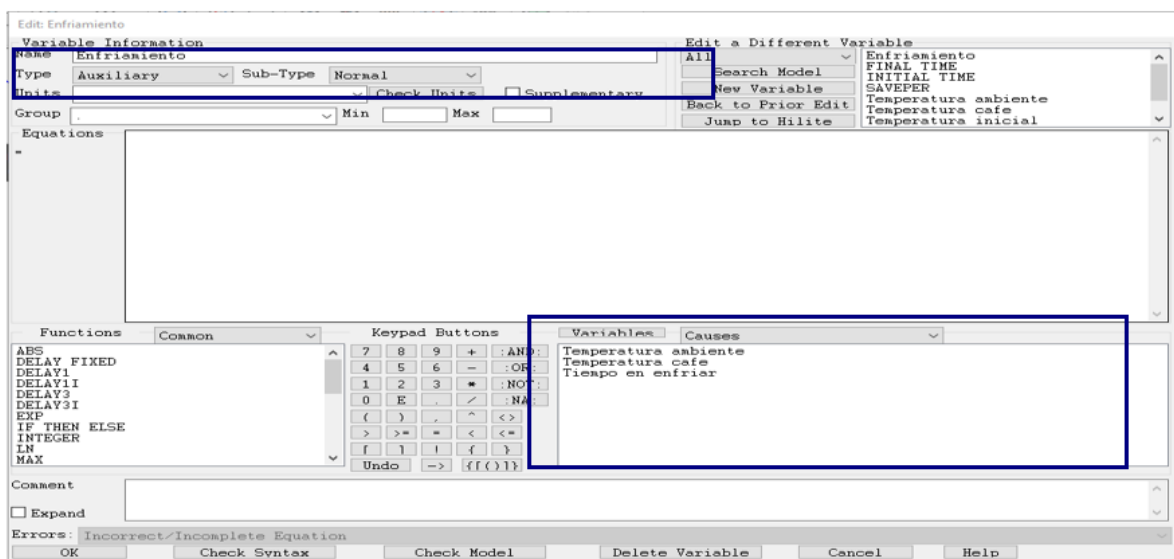 Edit: Enfriamiento
Variable Information
Edit a Different Variable
Name Enfriamiento
All
Enfriamiento
FINAL TIME
INITIAL TIME
SAVEPER
Temperatura ambiente
Temperatura cafe
Temperatura inicial
Type Auxiliary Sub-Type Normal
Search Model
Units Check Units Supplementary
New Variable
Back to Prior Edit
Group . Min Max
Jump to Hilite
Equations
=
Functions Common
Keypad Buttons
Variables Causes
ABS
DELAY FIXED
DELAY1
DELAY1I
DELAY3
DELAY3I
EXP
IF THEN ELSE
INTEGER
LN
MAX
7 8 9 + :AND:
4 5 6 - :OR:
1 2 3 * :NOT:
0 E . / :NA:
( ) , ^ <>
> >= = < <=
[ ] ! { }
Undo -> {[()]}
Temperatura ambiente
Temperatura cafe
Tiempo en enfriar
Comment
Expand
Errors: Incorrect/Incomplete Equation
OK Check Syntax Check Model Delete Variable Cancel Help